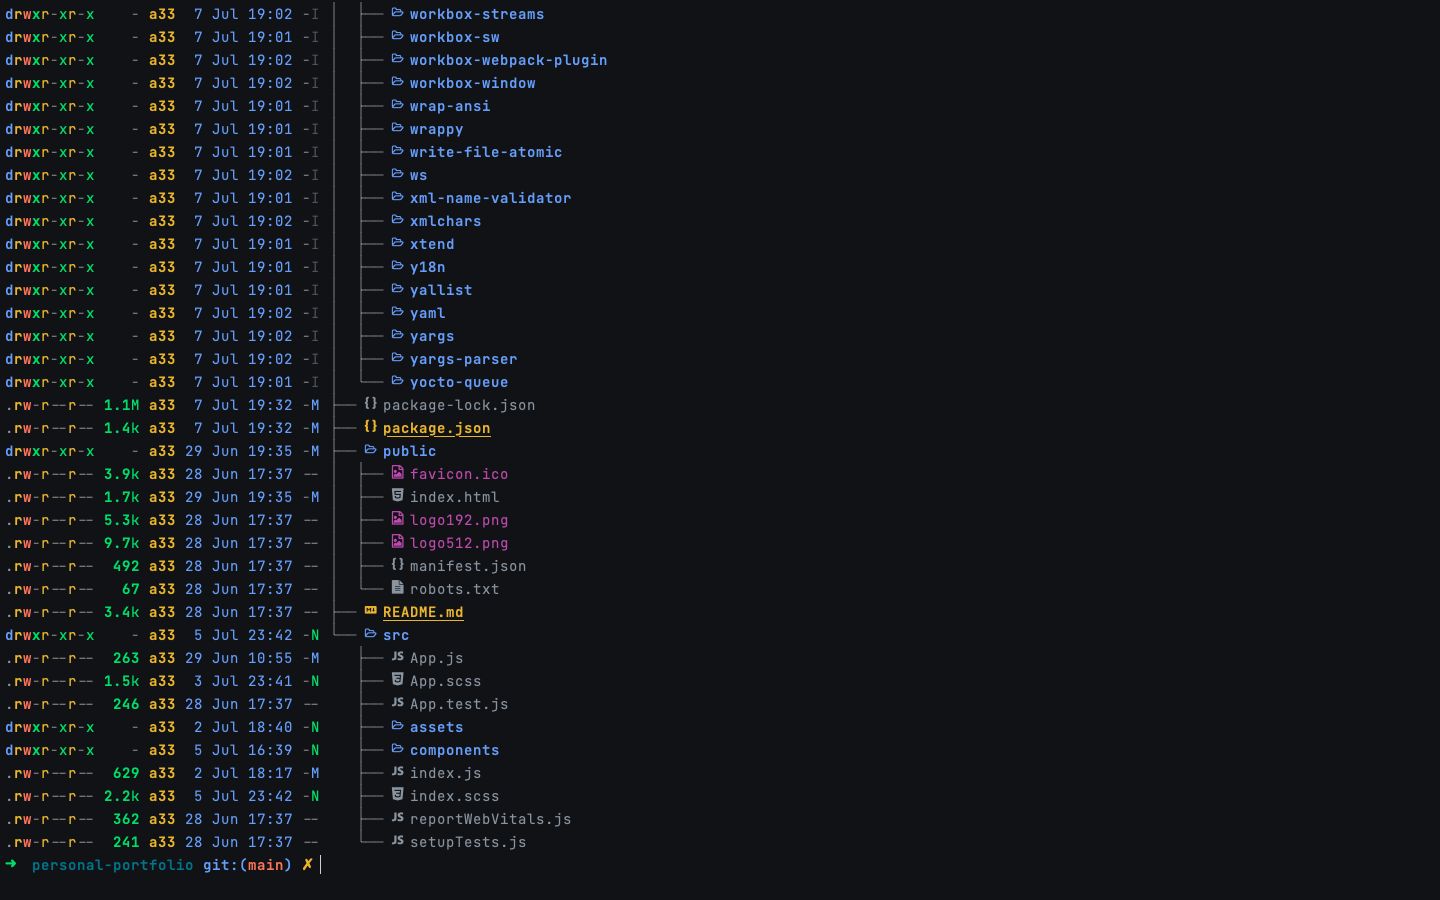 drwxr-xr-x - a33 7 Jul 19:02 -I │ ├── workbox-streams
drwxr-xr-x - a33 7 Jul 19:01 -I │ ├── workbox-sw
drwxr-xr-x - a33 7 Jul 19:02 -I │ ├── workbox-webpack-plugin
drwxr-xr-x - a33 7 Jul 19:02 -I │ ├── workbox-window
drwxr-xr-x - a33 7 Jul 19:01 -I │ ├── wrap-ansi
drwxr-xr-x - a33 7 Jul 19:01 -I │ ├── wrappy
drwxr-xr-x - a33 7 Jul 19:01 -I │ ├── write-file-atomic
drwxr-xr-x - a33 7 Jul 19:02 -I │ ├── ws
drwxr-xr-x - a33 7 Jul 19:01 -I │ ├── xml-name-validator
drwxr-xr-x - a33 7 Jul 19:02 -I │ ├── xmlchars
drwxr-xr-x - a33 7 Jul 19:01 -I │ ├── xtend
drwxr-xr-x - a33 7 Jul 19:01 -I │ ├── y18n
drwxr-xr-x - a33 7 Jul 19:01 -I │ ├── yallist
drwxr-xr-x - a33 7 Jul 19:02 -I │ ├── yaml
drwxr-xr-x - a33 7 Jul 19:02 -I │ ├── yargs
drwxr-xr-x - a33 7 Jul 19:02 -I │ ├── yargs-parser
drwxr-xr-x - a33 7 Jul 19:02 -I │ └── yocto-queue
.rw-r--r-- 1.1M a33 7 Jul 19:32 -M ├── {} package-lock.json
.rw-r--r-- 1.4k a33 7 Jul 19:32 -M ├── {} package.json
drwxr-xr-x - a33 29 Jun 19:35 -M ├── public
.rw-r--r-- 3.9k a33 28 Jun 17:37 -- │ ├── favicon.ico
.rw-r--r-- 1.7k a33 29 Jun 19:35 -M │ ├── index.html
.rw-r--r-- 5.3k a33 28 Jun 17:37 -- │ ├── logo192.png
.rw-r--r-- 9.7k a33 28 Jun 17:37 -- │ ├── logo512.png
.rw-r--r-- 492 a33 28 Jun 17:37 -- │ ├── {} manifest.json
.rw-r--r-- 67 a33 28 Jun 17:37 -- │ └── robots.txt
.rw-r--r-- 3.4k a33 28 Jun 17:37 -- ├── README.md
drwxr-xr-x - a33 5 Jul 23:42 -N └── src
.rw-r--r-- 263 a33 29 Jun 10:55 -M ├── JS App.js
.rw-r--r-- 1.5k a33 3 Jul 23:41 -N ├── App.scss
.rw-r--r-- 246 a33 28 Jun 17:37 -- ├── JS App.test.js
drwxr-xr-x - a33 2 Jul 18:40 -N ├── assets
drwxr-xr-x - a33 5 Jul 16:39 -N ├── components
.rw-r--r-- 629 a33 2 Jul 18:17 -M ├── JS index.js
.rw-r--r-- 2.2k a33 5 Jul 23:42 -N ├── index.scss
.rw-r--r-- 362 a33 28 Jun 17:37 -- ├── JS reportWebVitals.js
.rw-r--r-- 241 a33 28 Jun 17:37 -- └── JS setupTests.js
➜ personal-portfolio git:(main) ✗